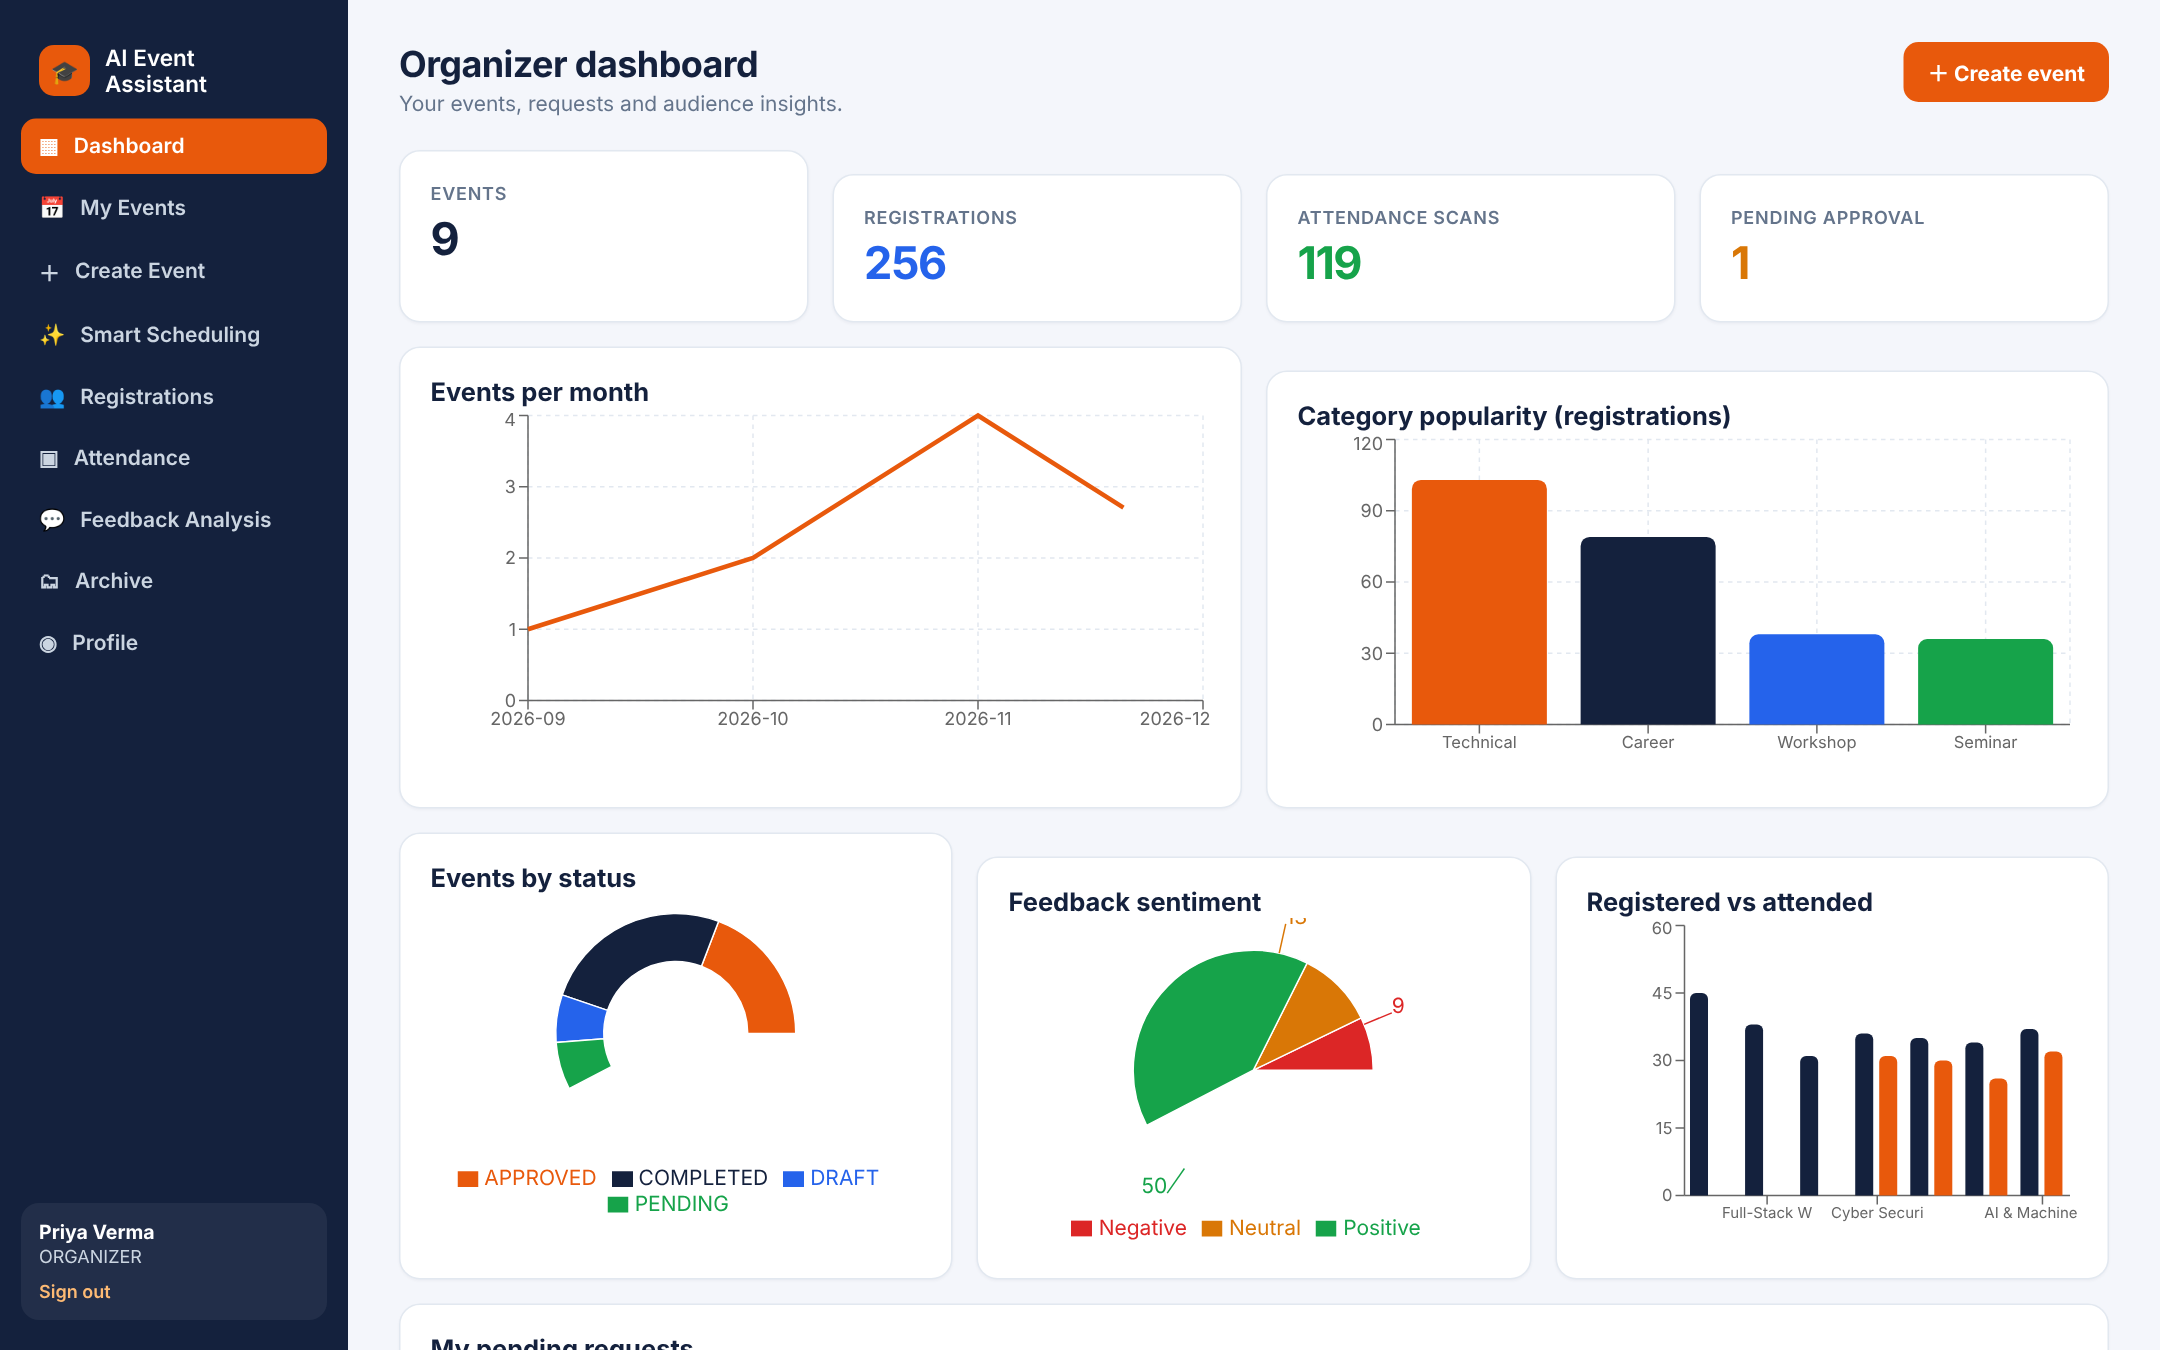 AI Event
Assistant
Dashboard
My Events
Create Event
Smart Scheduling
Registrations
Attendance
Feedback Analysis
Archive
Profile
Priya Verma
ORGANIZER
Sign out
Organizer dashboard
Your events, requests and audience insights.
+ Create event
EVENTS
9
REGISTRATIONS
256
ATTENDANCE SCANS
119
PENDING APPROVAL
1
Events per month
4
3
2
1
0
2026-09 2026-10 2026-11 2026-12
Category popularity (registrations)
120
90
60
30
0
Technical Career Workshop Seminar
Events by status
APPROVED COMPLETED DRAFT
PENDING
Feedback sentiment
9
50
Negative Neutral Positive
Registered vs attended
60
45
30
15
0
Full-Stack W Cyber Securi AI & Machine
My pending requests